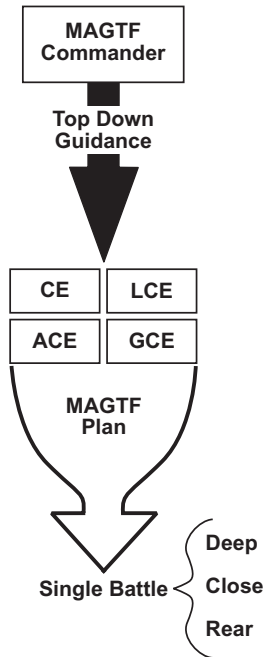 MAGTF
Commander
Top Down
Guidance
CE
LCE
ACE
GCE
MAGTF
Plan
Single Battle
Deep
Close
Rear